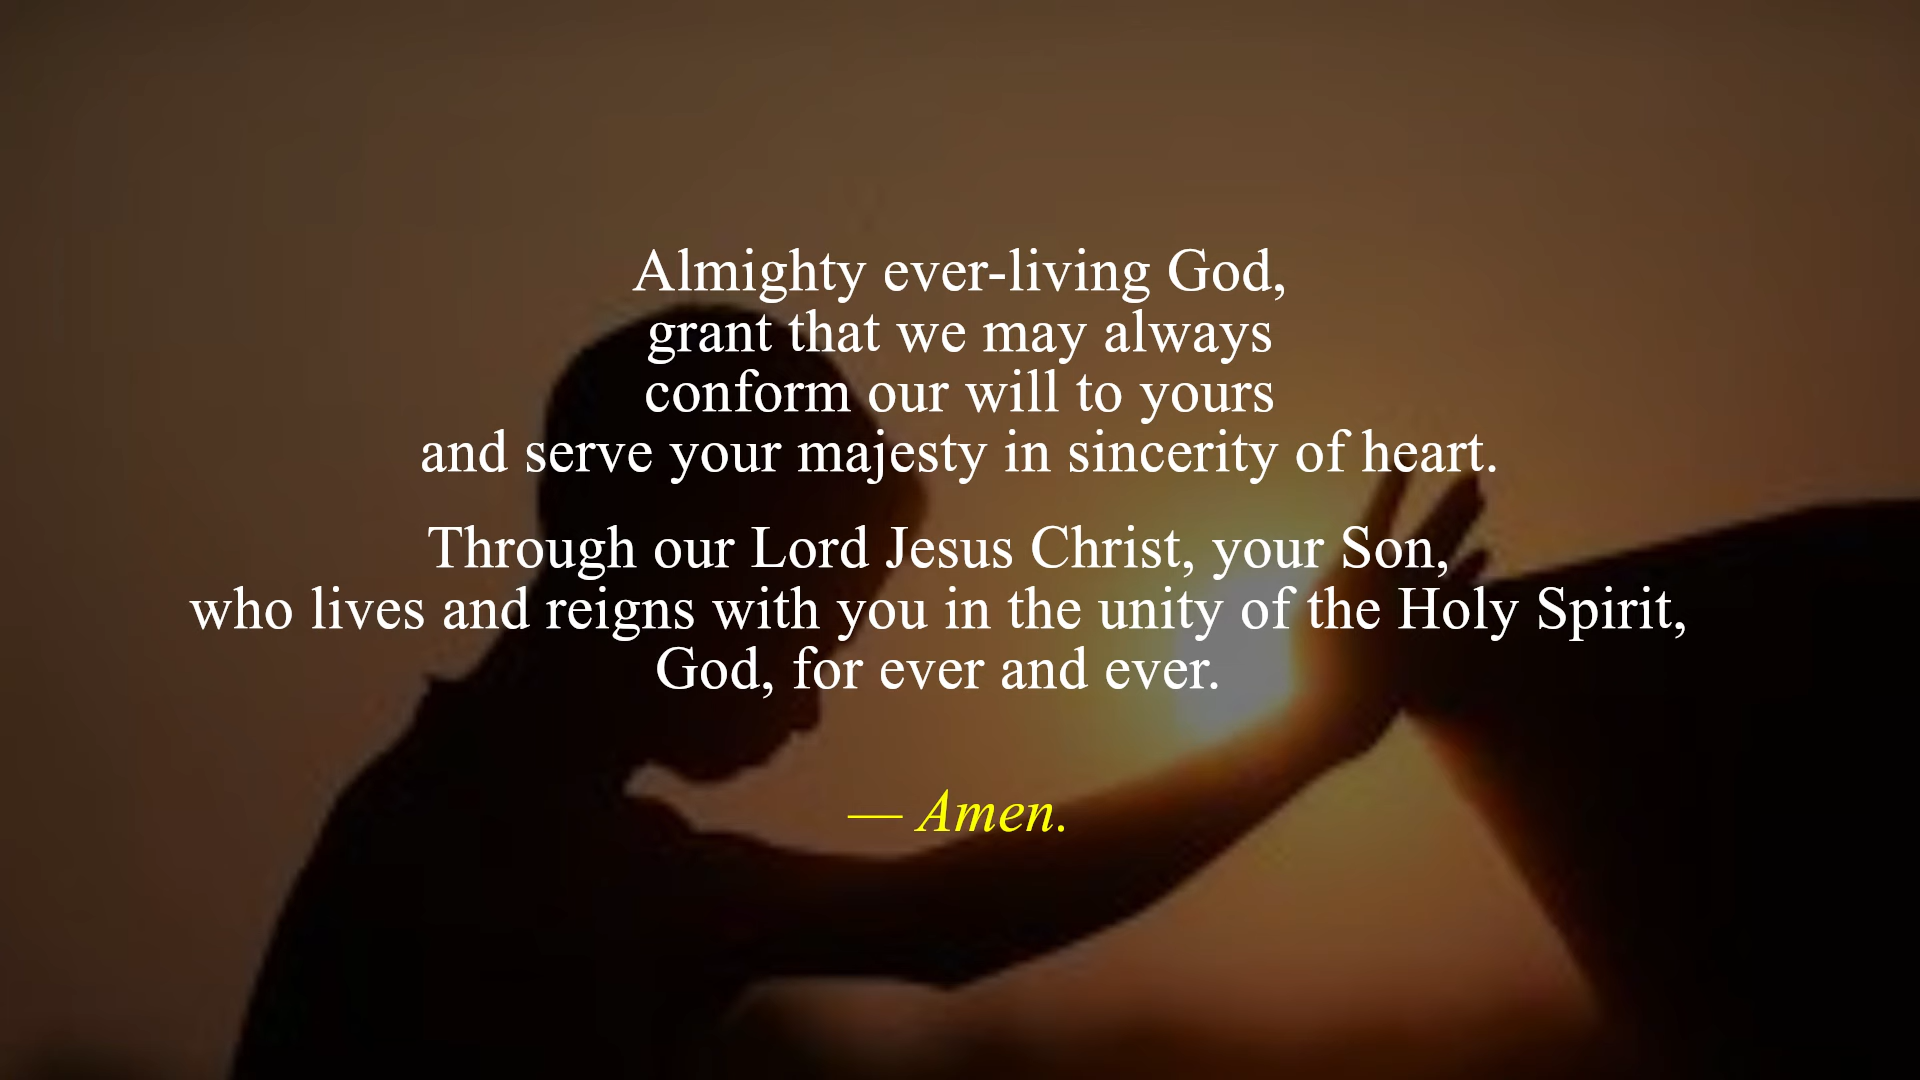 Almighty ever-living God,
grant that we may always
conform our will to yours
and serve your majesty in sincerity of heart.
Through our Lord Jesus Christ, your Son,
who lives and reigns with you in the unity of the Holy Spirit,
God, for ever and ever.
— Amen.